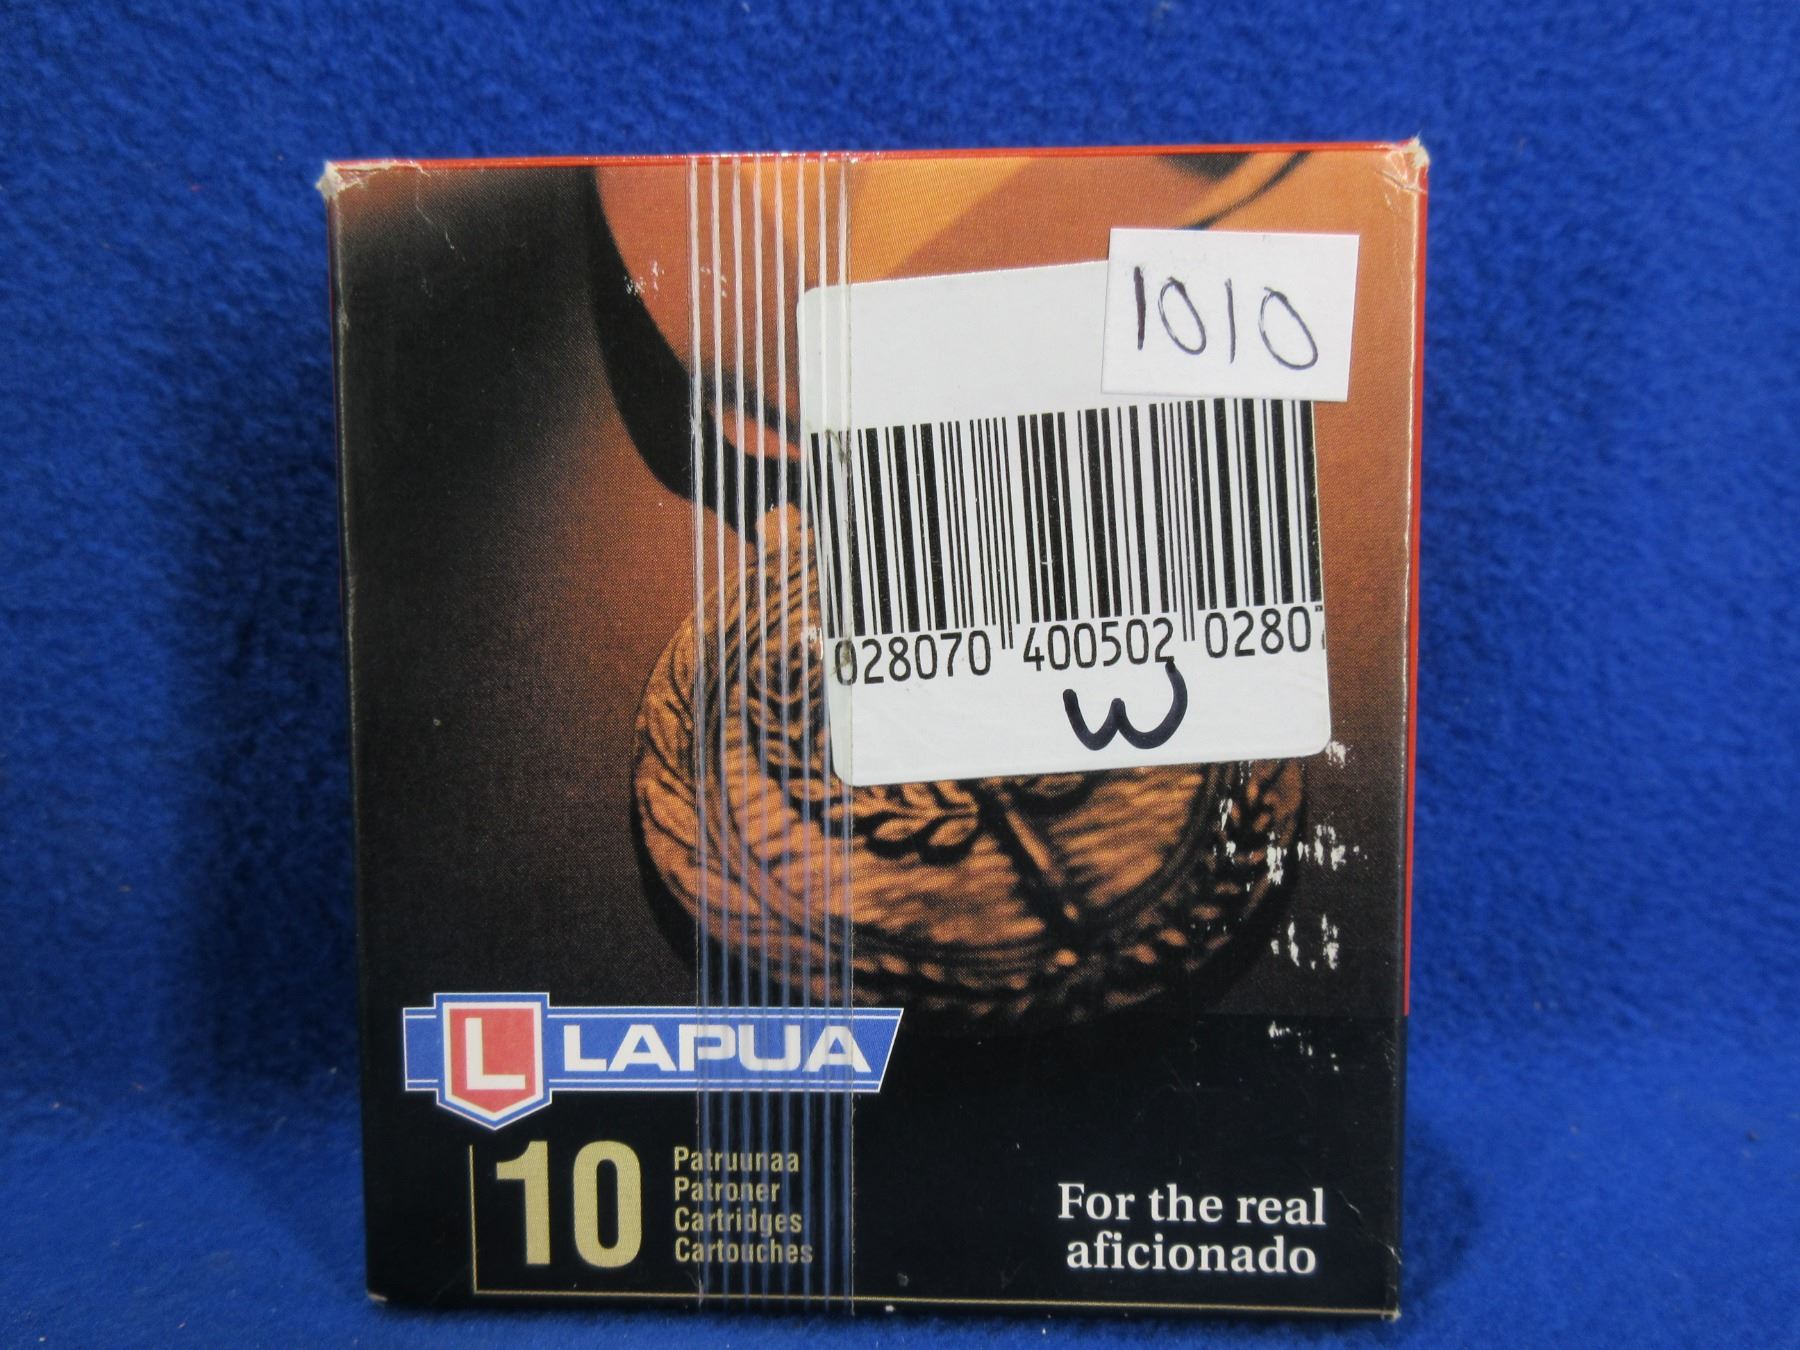 1010
028070 400502 0280
W
L LAPUA
10
Patruunaa
Patroner
Cartridges
Cartouches
For the real
aficionado